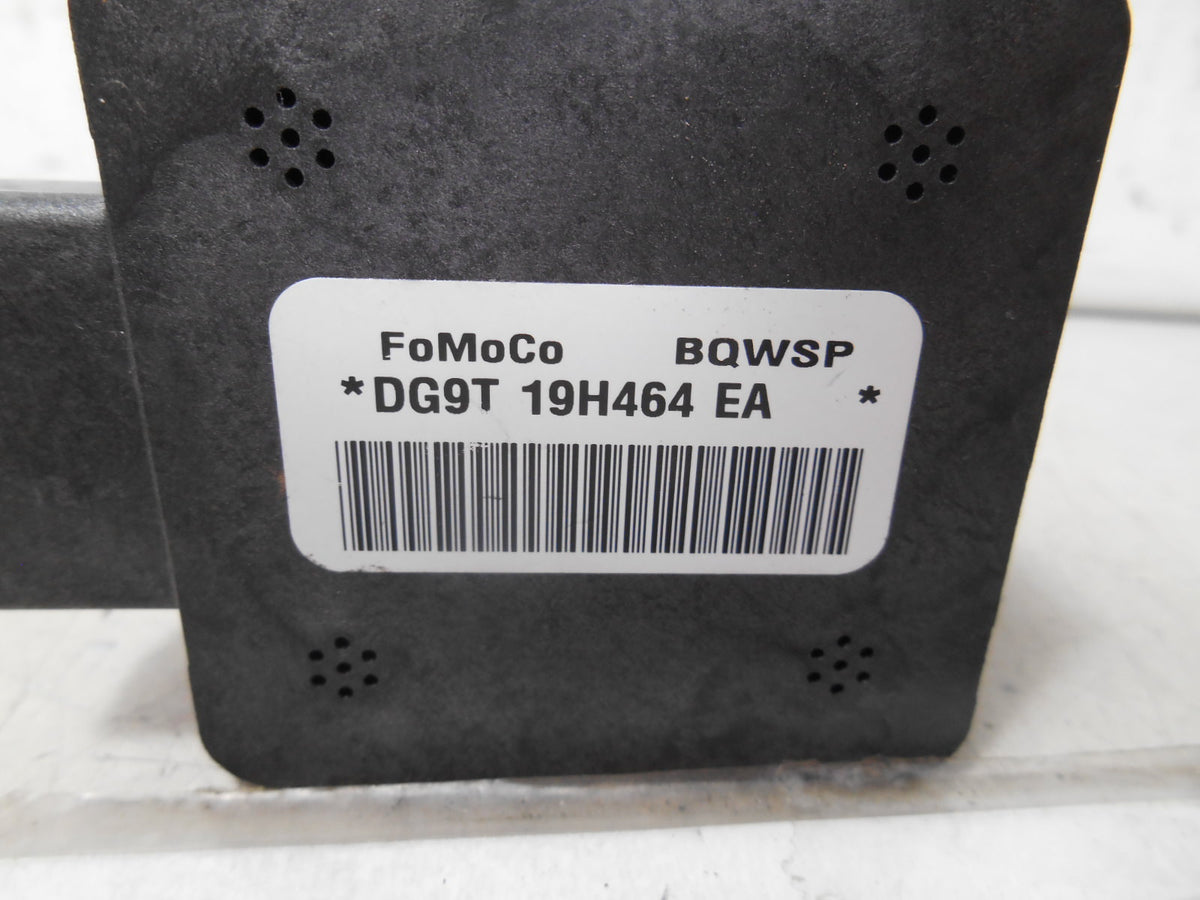 FoMoCo BQWSP
*DG9T 19H464 EA *